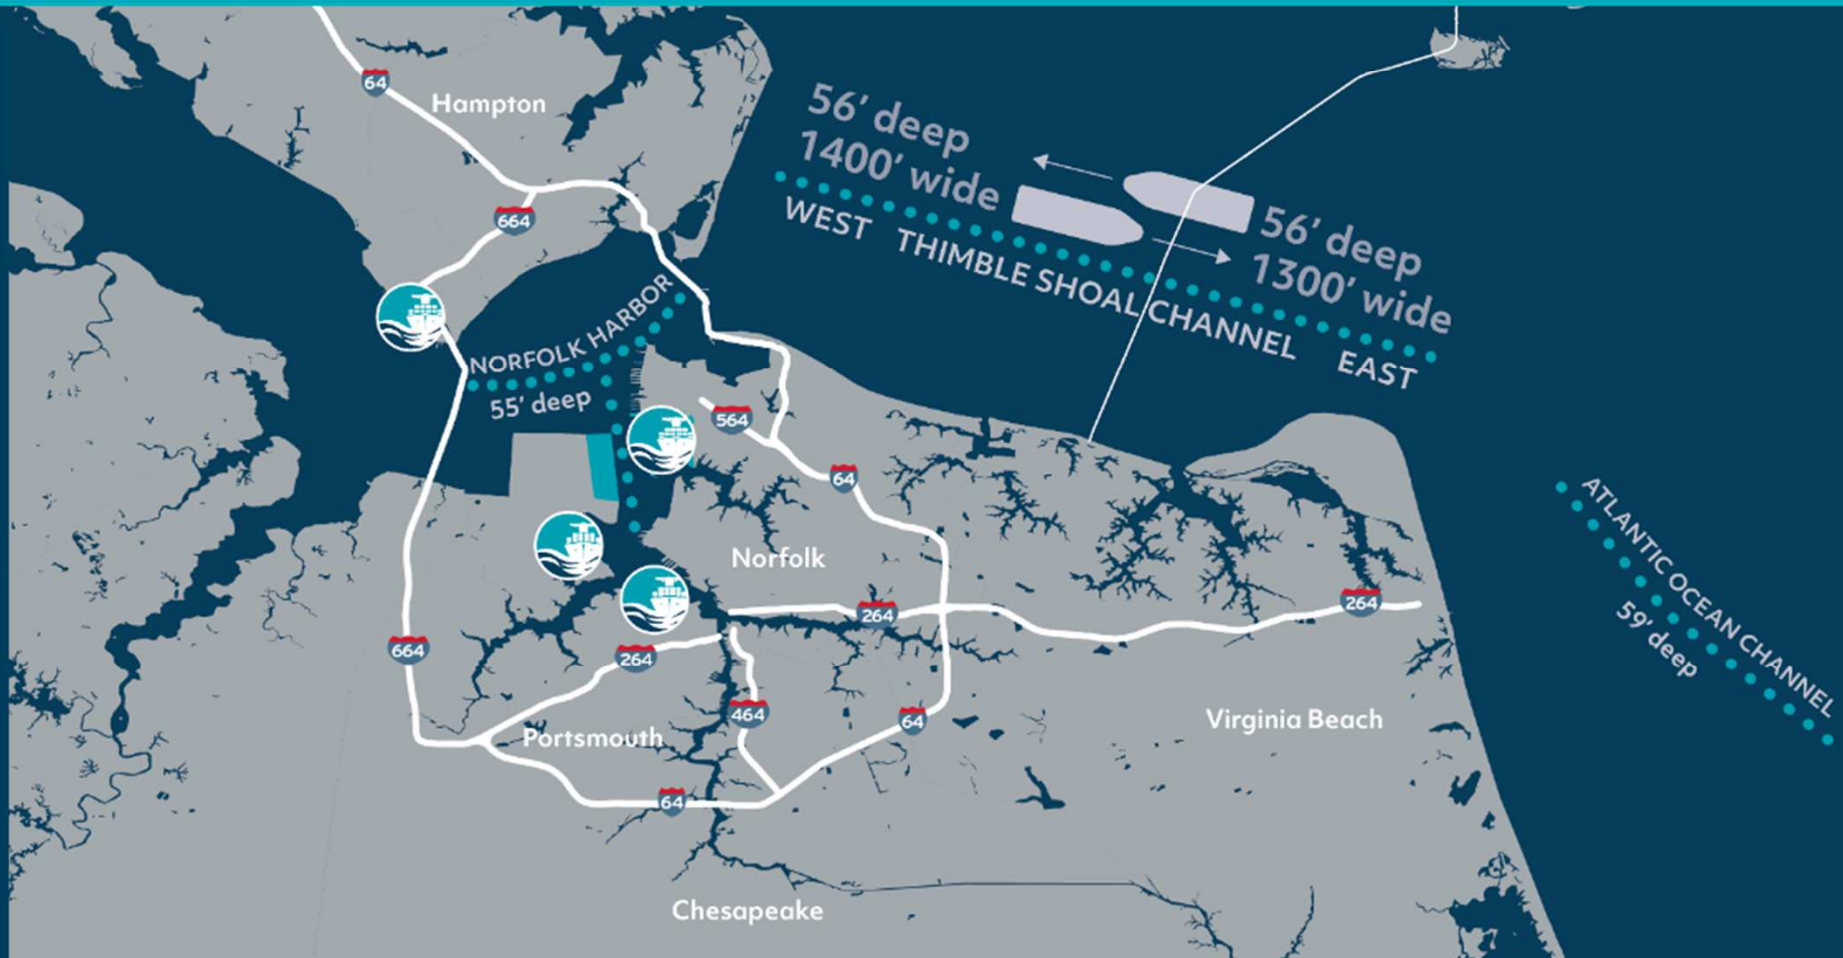 64
Hampton
664
56' deep
1400' wide
56' deep
1300' wide
WEST THIMBLE SHOAL CHANNEL EAST
NORFOLK HARBOR
55' deep
564
64
Norfolk
264
264
ATLANTIC OCEAN CHANNEL
59' deep
664
264
464
64
Portsmouth
Virginia Beach
64
Chesapeake